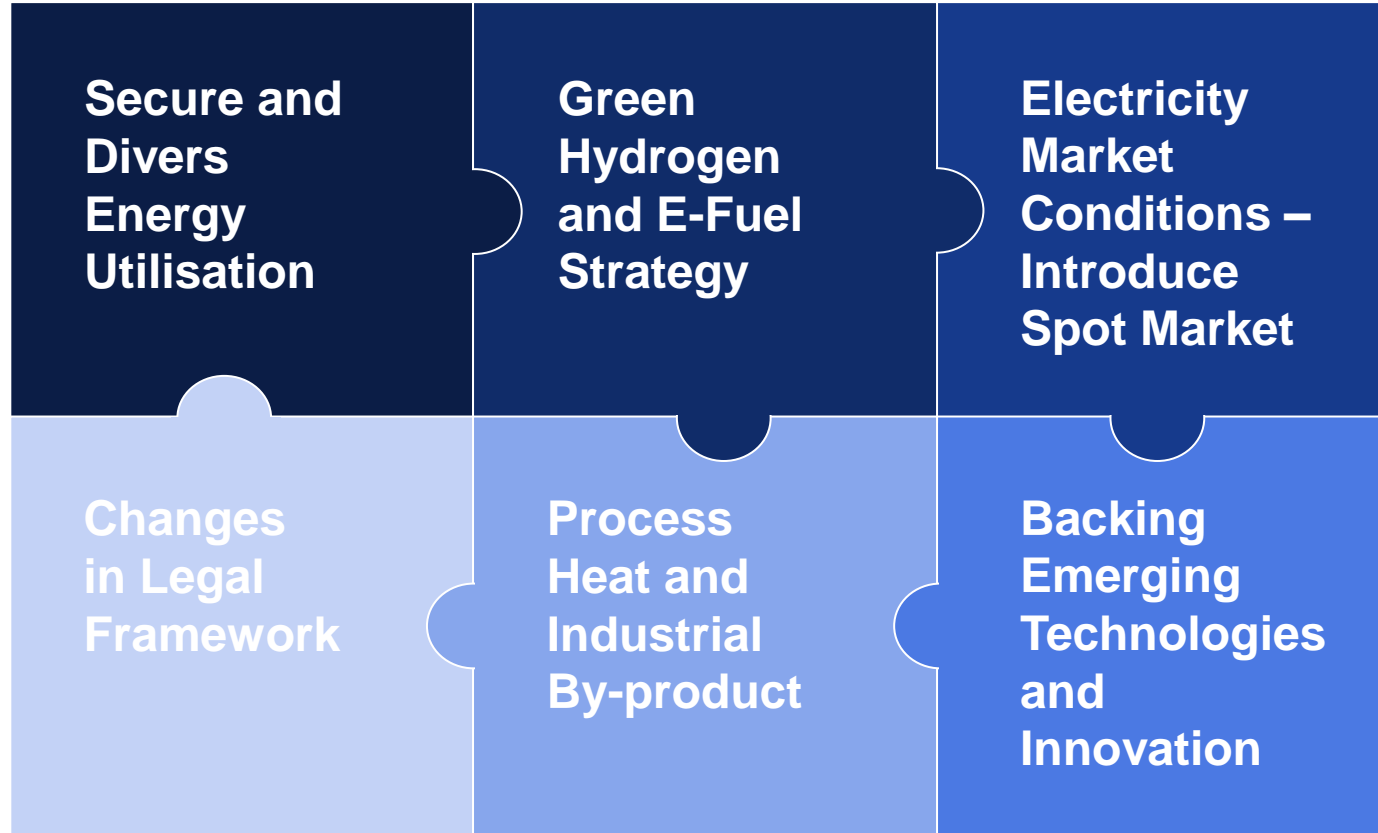 Secure and
Divers
Energy
Utilisation
Green
Hydrogen
and E-Fuel
Strategy
Electricity
Market
Conditions –
Introduce
Spot Market
Changes
in Legal
Framework
Process
Heat and
Industrial
By-product
Backing
Emerging
Technologies
and
Innovation